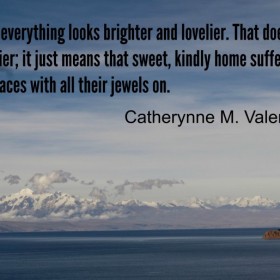 everything looks brighter and lovelier. That doe
ier; it just means that sweet, kindly home suffe
aces with all their jewels on.
Catherynne M. Valen